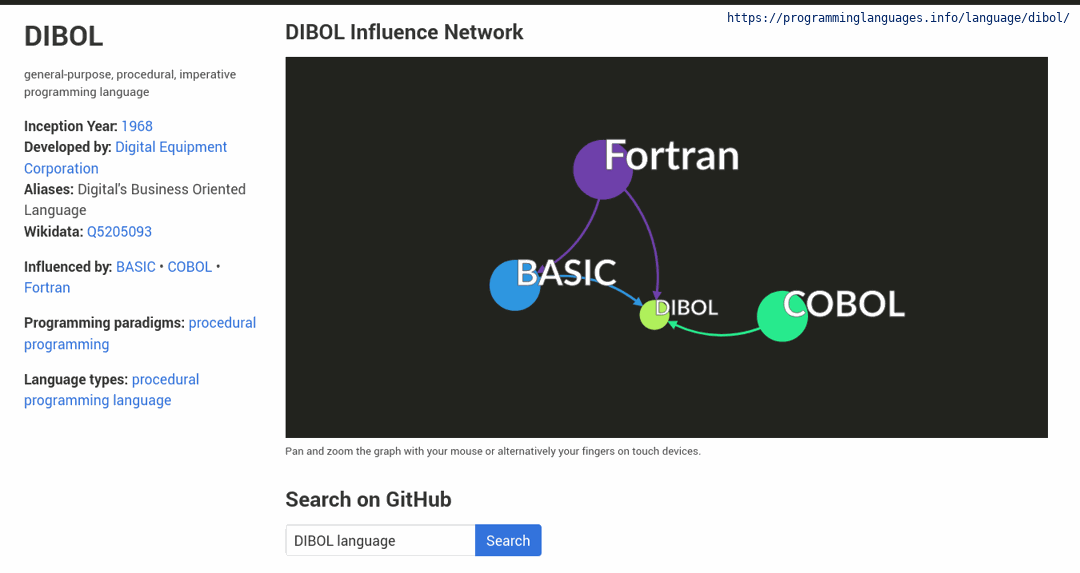 https://programminglanguages.info/language/dibol/
DIBOL
general-purpose, procedural, imperative
programming language
Inception Year: 1968
Developed by: Digital Equipment
Corporation
Aliases: Digital's Business Oriented
Language
Wikidata: Q5205093
Influenced by: BASIC • COBOL •
Fortran
Programming paradigms: procedural
programming
Language types: procedural
programming language
DIBOL Influence Network
Fortran
BASIC
DIBOL
COBOL
Pan and zoom the graph with your mouse or alternatively your fingers on touch devices.
Search on GitHub
DIBOL language
Search